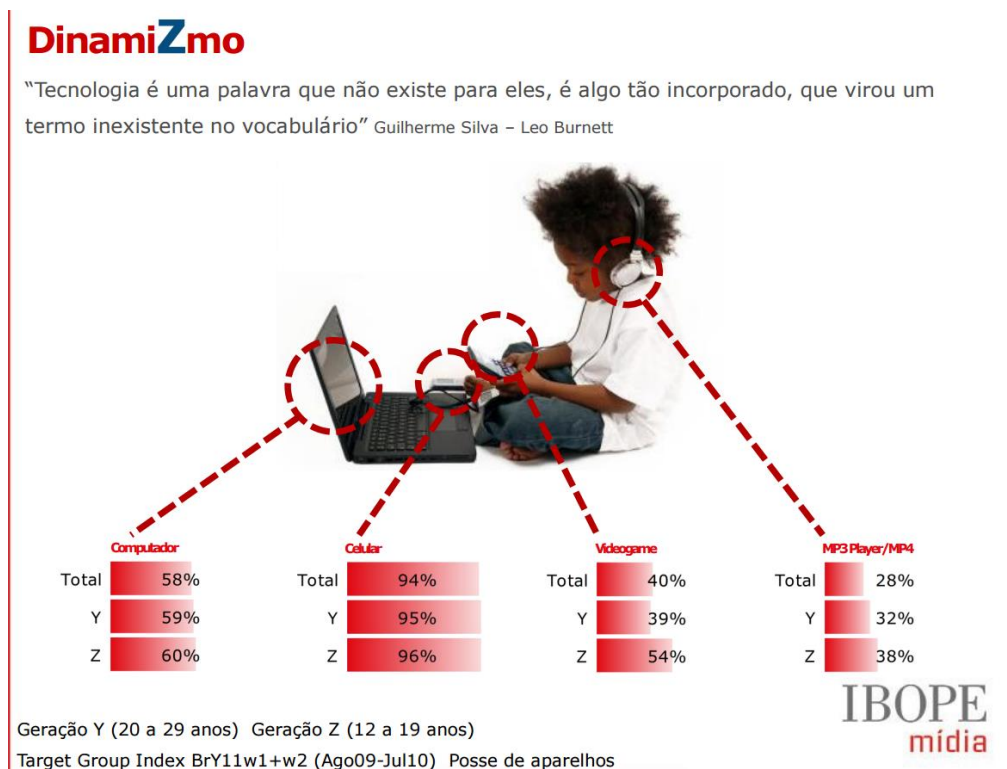 DinamiZmo
“Tecnologia é uma palavra que não existe para eles, é algo tão incorporado, que virou um
termo inexistente no vocabulário” Guilherme Silva – Leo Burnett
Computador
Total 58%
Y 59%
Z 60%
Celular
Total 94%
Y 95%
Z 96%
Videogame
Total 40%
Y 39%
Z 54%
MP3 Player/MP4
Total 28%
Y 32%
Z 38%
Geração Y (20 a 29 anos) Geração Z (12 a 19 anos)
Target Group Index BrY11w1+w2 (Ago09-Jul10) Posse de aparelhos
IBOPE
mídia